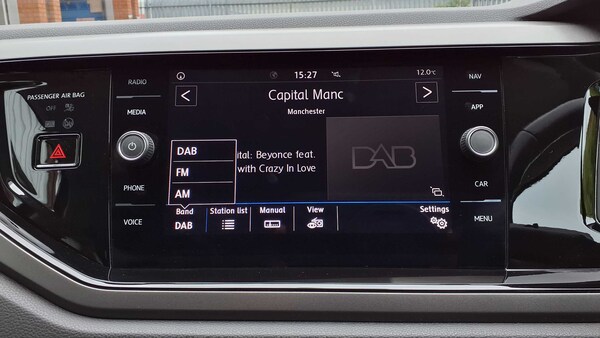 RADIO
15:27
12.0°C
NAV
PASSENGER AIR BAG
OFF
MEDIA
Capital Manc
APP
Manchester
DAB
FM
AM
ital: Beyonce feat.
with Crazy In Love
DAB
PHONE
CAR
VOICE
Band
DAB
Station list
Manual
View
Settings
MENU